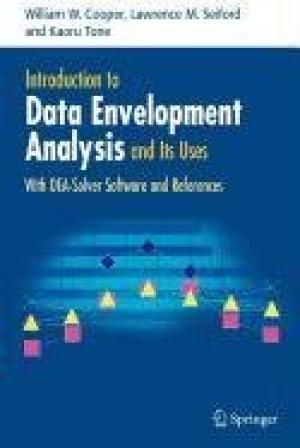 William W. Cooper, Lawrence M. Seiford
and Kaoru Tone
Introduction to
Data Envelopment
Analysis and Its Uses
With DEA-Solver Software and References
Springer